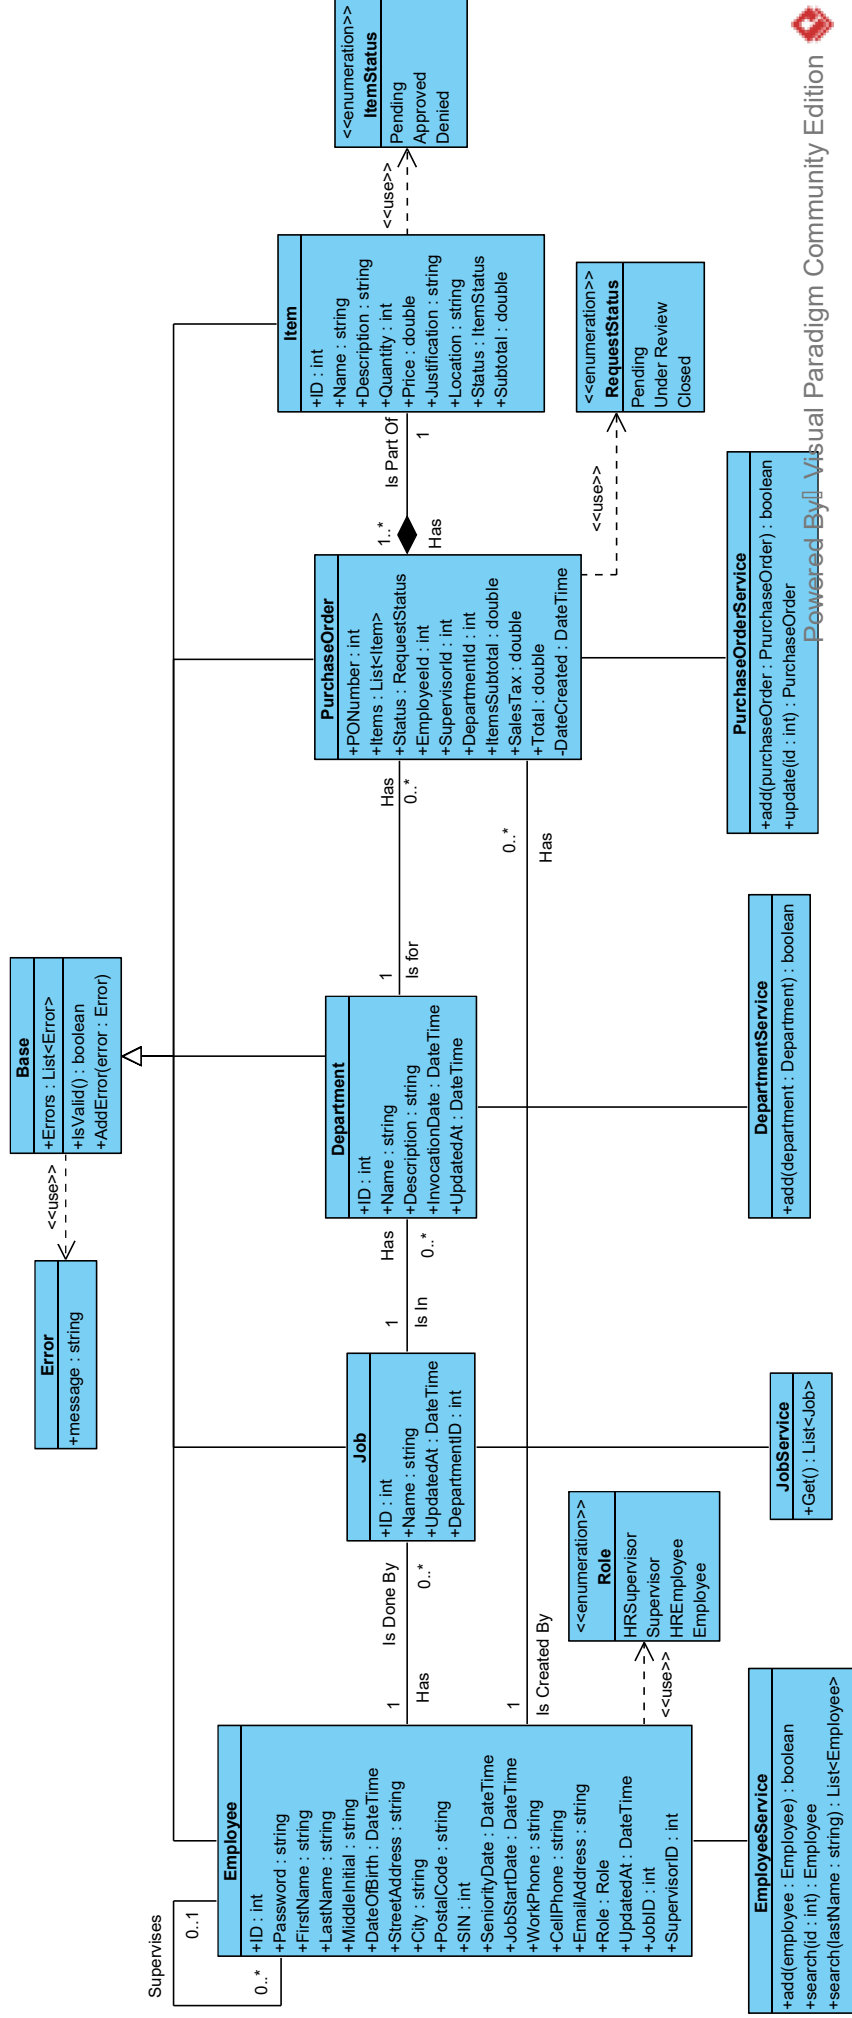 Supervises
0..1
0..*
Employee
+ID : int
+Password : string
+FirstName : string
+LastName : string
+MiddleInitial : string
+DateOfBirth : DateTime
+StreetAddress : string
+City : string
+PostalCode : string
+SIN : int
+SeniorityDate : DateTime
+JobStartDate : DateTime
+WorkPhone : string
+CellPhone : string
+EmailAddress : string
+Role : Role
+UpdatedAt : DateTime
+JobID : int
+SupervisorID : int
EmployeeService
+add(employee : Employee) : boolean
+search(id : int) : Employee
+search(lastName : string) : List<Employee>
1
Has
Is Done By
0..*
1
Is Created By
<<use>>
<<enumeration>>
Role
HRSupervisor
Supervisor
HREmployee
Employee
Error
+message : string
<<use>>
Base
+Errors : List<Error>
+IsValid() : boolean
+AddError(error : Error)
Job
+ID : int
+Name : string
+UpdatedAt : DateTime
+DepartmentID : int
JobService
+Get() : List<Job>
1
Is In
Has
0..*
Department
+ID : int
+Name : string
+Description : string
+InvocationDate : DateTime
+UpdatedAt : DateTime
DepartmentService
+add(department : Department) : boolean
1
Is for
Has
0..*
0..*
Has
PurchaseOrder
+PONumber : int
+Items : List<Item>
+Status : RequestStatus
+EmployeeId : int
+SupervisorId : int
+DepartmentId : int
+ItemsSubtotal : double
+SalesTax : double
+Total : double
-DateCreated : DateTime
PurchaseOrderService
+add(purchaseOrder : PurchaseOrder) : boolean
+update(id : int) : PurchaseOrder
1..*
Has
Is Part Of
1
<<use>>
<<enumeration>>
RequestStatus
Pending
Under Review
Closed
Item
+ID : int
+Name : string
+Description : string
+Quantity : int
+Price : double
+Justification : string
+Location : string
+Status : ItemStatus
+Subtotal : double
<<use>>
<<enumeration>>
ItemStatus
Pending
Approved
Denied
Powered By Visual Paradigm Community Edition